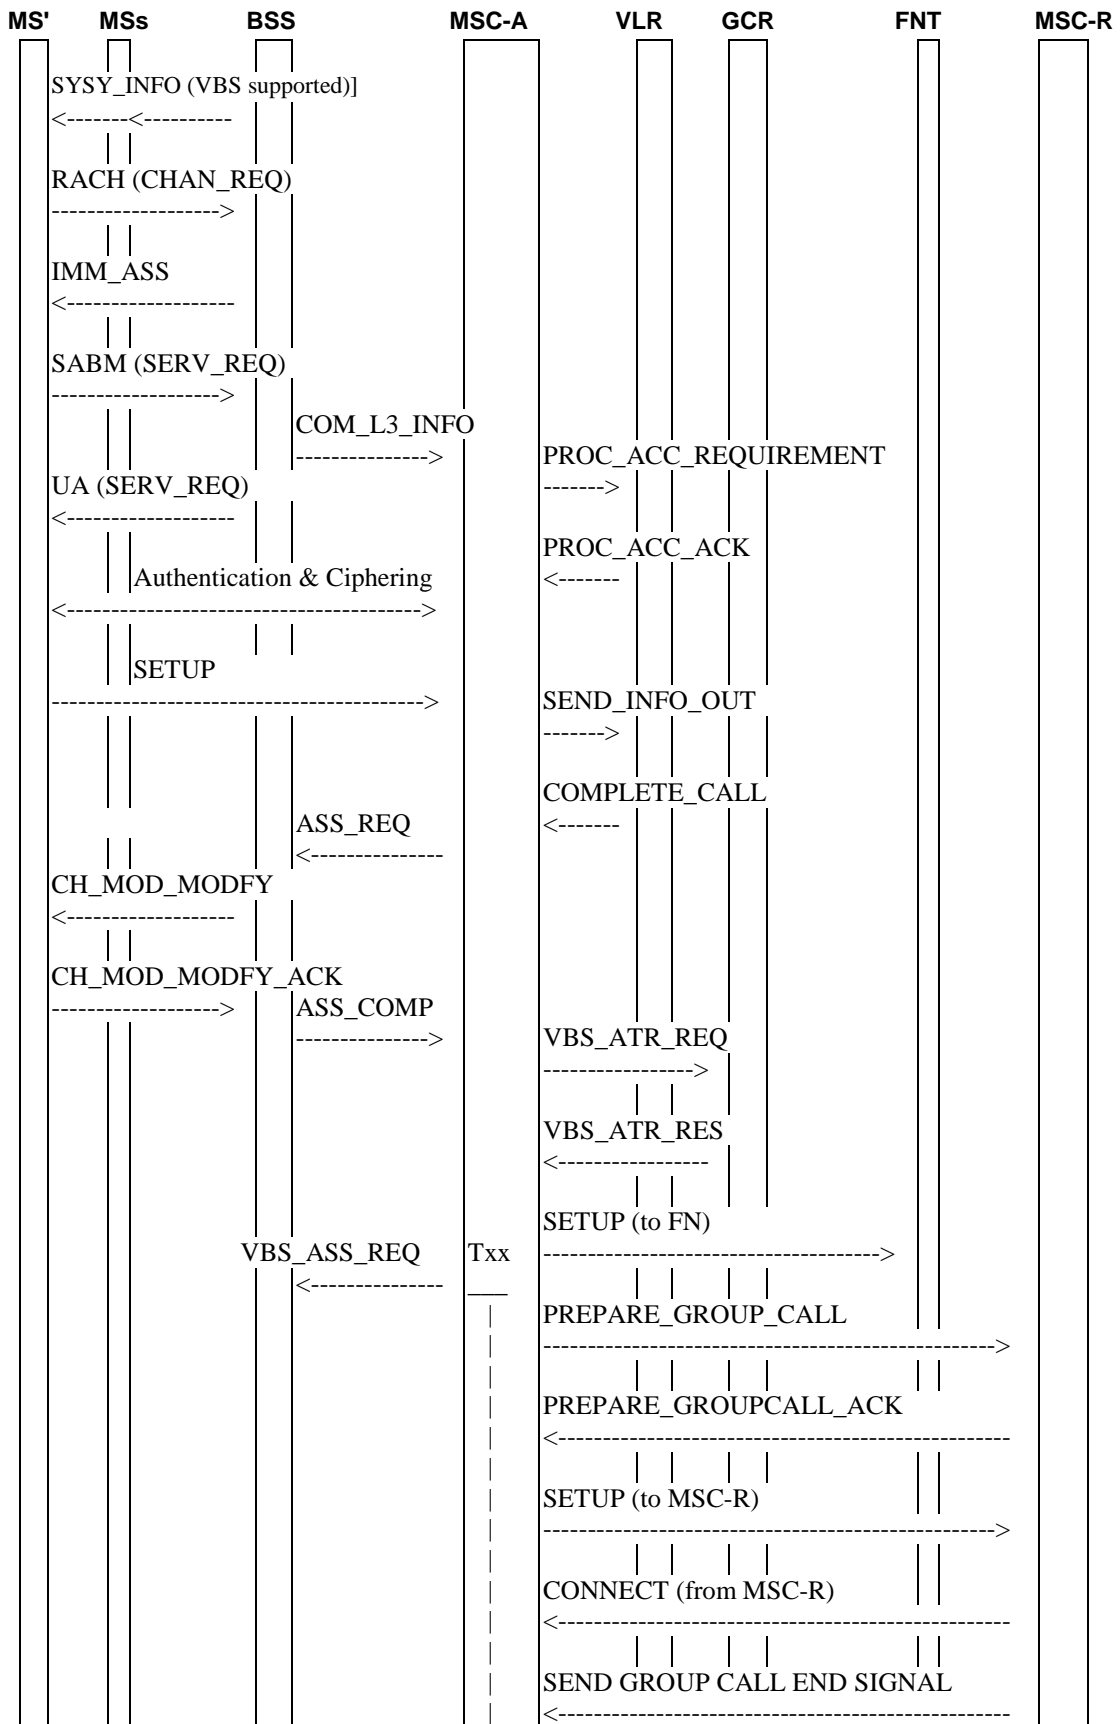 MS' MSs BSS MSC-A VLR GCR FNT MSC-R
SYSY_INFO (VBS supported)]
<-------<----------
RACH (CHAN_REQ)
------------------->
IMM_ASS
<-------------------
SABM (SERV_REQ)
------------------->
COM_L3_INFO
---------------> PROC_ACC_REQUIREMENT
UA (SERV_REQ) ------->
<-------------------
PROC_ACC_ACK
Authentication & Ciphering <-------
<---------------------------------------->
SETUP
------------------------------------------> SEND_INFO_OUT
------->
COMPLETE_CALL
ASS_REQ <-------
<---------------
CH_MOD_MODFY
<-------------------
CH_MOD_MODFY_ACK
-------------------> ASS_COMP
---------------> VBS_ATR_REQ
----------------->
VBS_ATR_RES
<-----------------
SETUP (to FN)
VBS_ASS_REQ Txx -------------------------------------->
<--------------- ___
PREPARE_GROUP_CALL
--------------------------------------------------->
PREPARE_GROUPCALL_ACK
<---------------------------------------------------
SETUP (to MSC-R)
--------------------------------------------------->
CONNECT (from MSC-R)
<---------------------------------------------------
SEND GROUP CALL END SIGNAL
<---------------------------------------------------